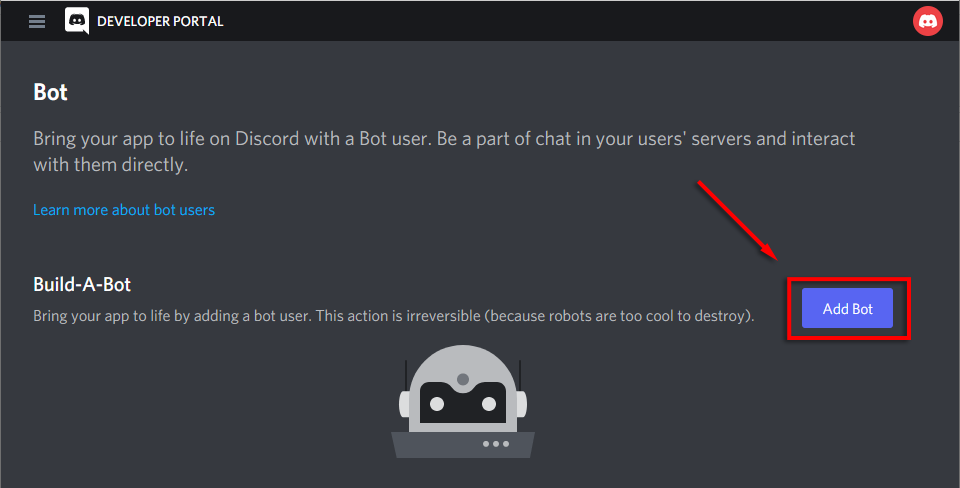 DEVELOPER PORTAL
Bot
Bring your app to life on Discord with a Bot user. Be a part of chat in your users' servers and interact
with them directly.
Learn more about bot users
Build-A-Bot
Bring your app to life by adding a bot user. This action is irreversible (because robots are too cool to destroy).
Add Bot